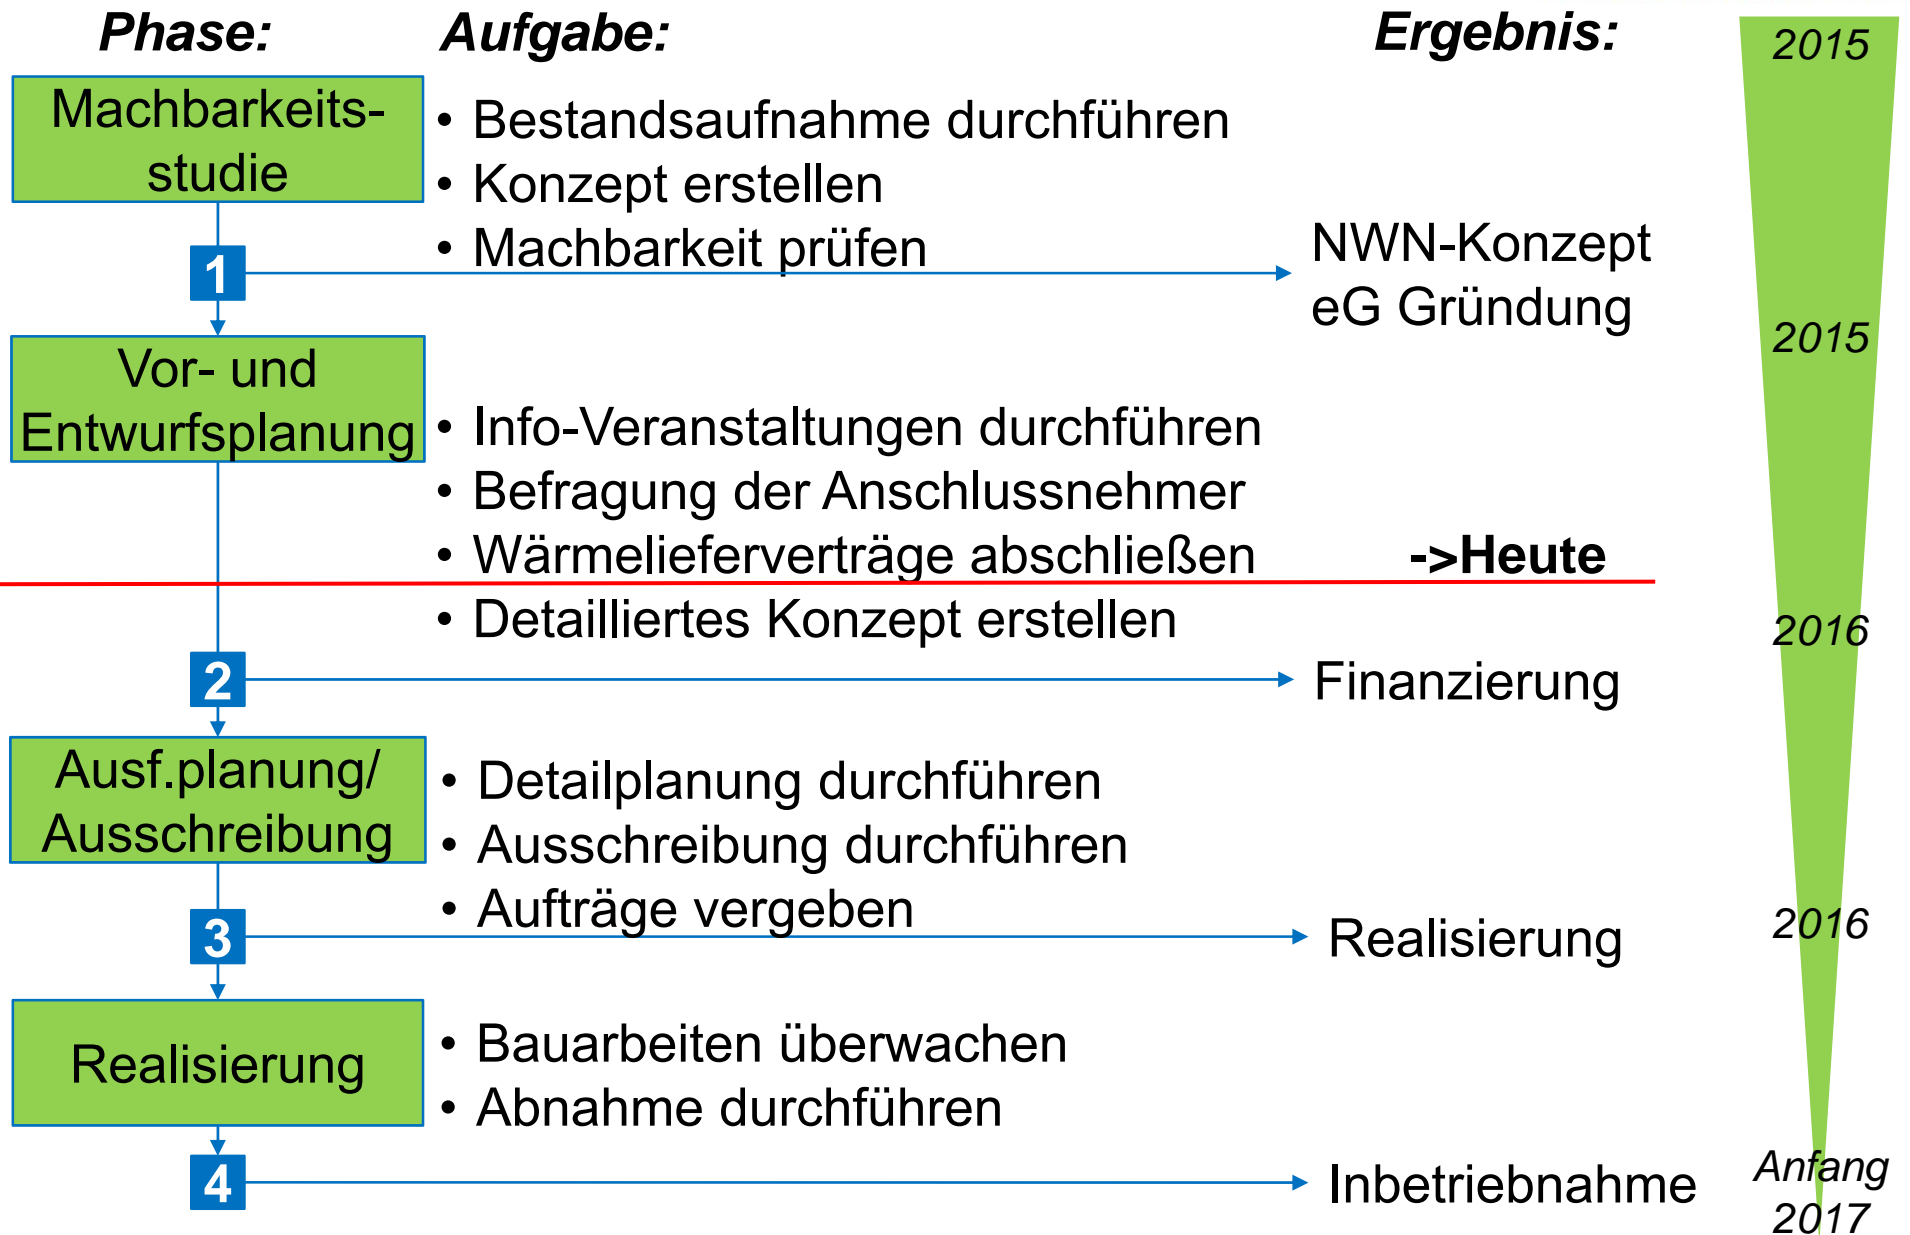 Phase:
Aufgabe:
Ergebnis:
2015
Machbarkeits-
studie
• Bestandsaufnahme durchführen
• Konzept erstellen
• Machbarkeit prüfen
1
NWN-Konzept
eG Gründung
2015
Vor- und
Entwurfsplanung
• Info-Veranstaltungen durchführen
• Befragung der Anschlussnehmer
• Wärmelieferverträge abschließen
->Heute
• Detailliertes Konzept erstellen
2016
2
Finanzierung
Ausf.planung/
Ausschreibung
• Detailplanung durchführen
• Ausschreibung durchführen
• Aufträge vergeben
2016
3
Realisierung
Realisierung
• Bauarbeiten überwachen
• Abnahme durchführen
4
Inbetriebnahme
Anfang
2017